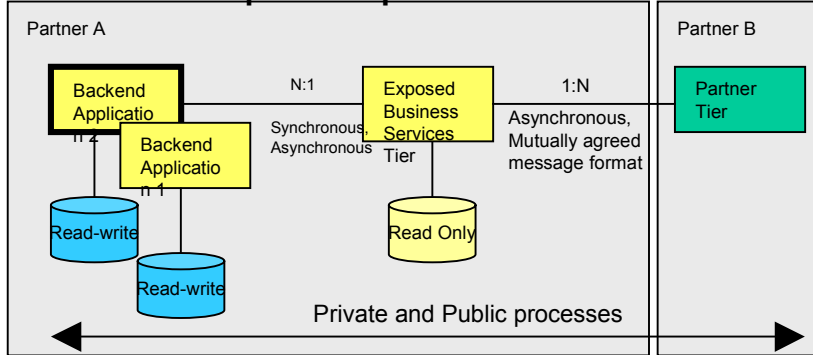 Partner A
Partner B
Backend
Applicatio
n 2
N:1
Synchronous,
Asynchronous
Exposed
Business
Services
Tier
1:N
Asynchronous,
Mutually agreed
message format
Partner
Tier
Backend
Applicatio
n 1
Read-write
Read Only
Read-write
Private and Public processes